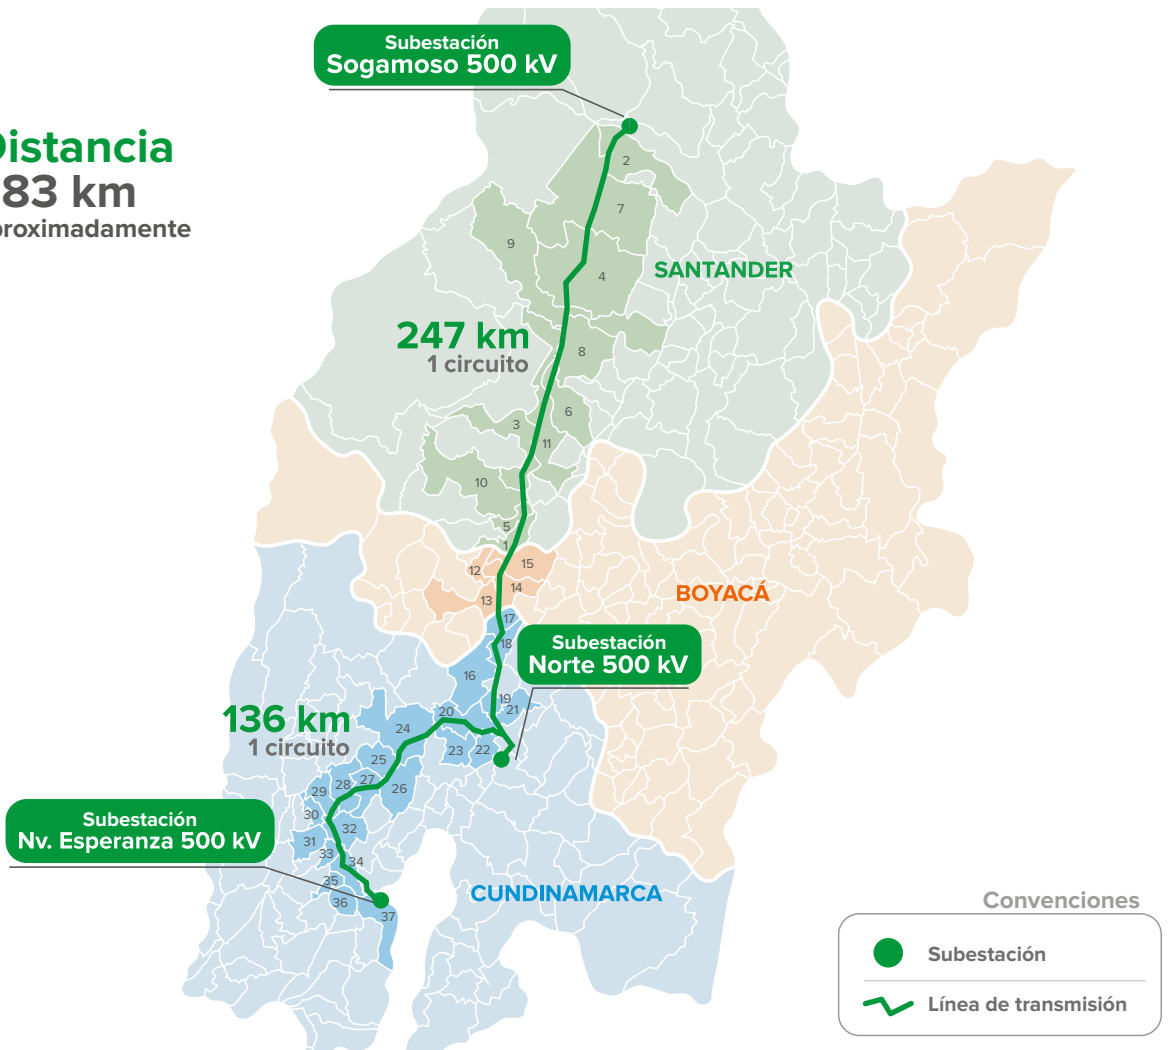 Subestación
Sogamoso 500 kV
Distancia
83 km
proximadamente
2
7
9
4
SANTANDER
247 km
1 circuito
8
6
3
11
10
5
1
12
15
14
13
BOYACÁ
17
18
Subestación
Norte 500 kV
16
19
21
20
136 km
1 circuito
24
23
22
25
27
28
26
29
30
32
31
33
34
35
36
37
Subestación
Nv. Esperanza 500 kV
CUNDINAMARCA
Convenciones
Subestación
Línea de transmisión